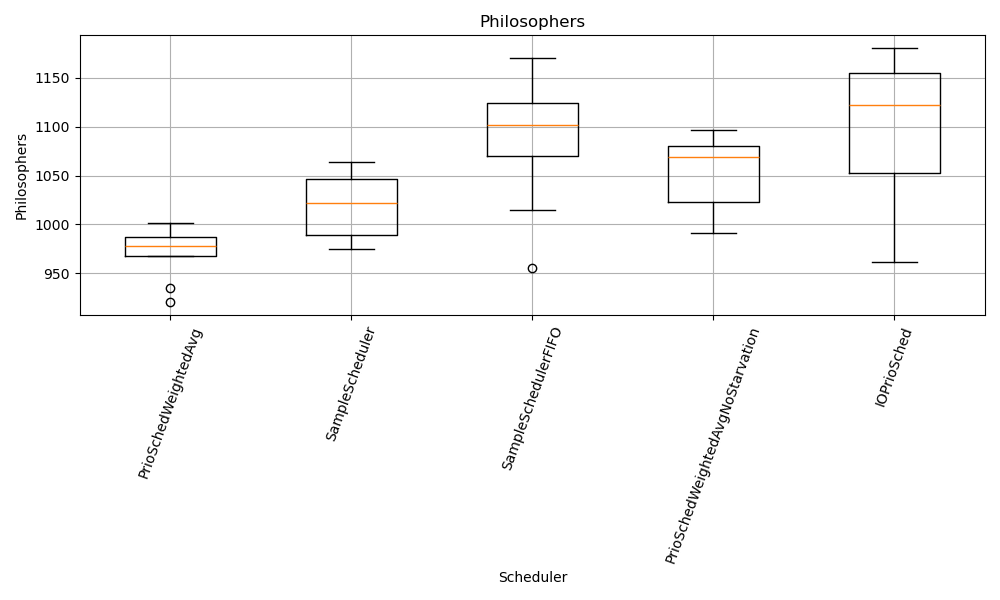 Philosophers
Philosophers
1150
1100
1050
1000
950
PrioSchedWeightedAvg
SampleScheduler
SampleSchedulerFIFO
PrioSchedWeightedAvgNoStarvation
IOPrioSched
Scheduler